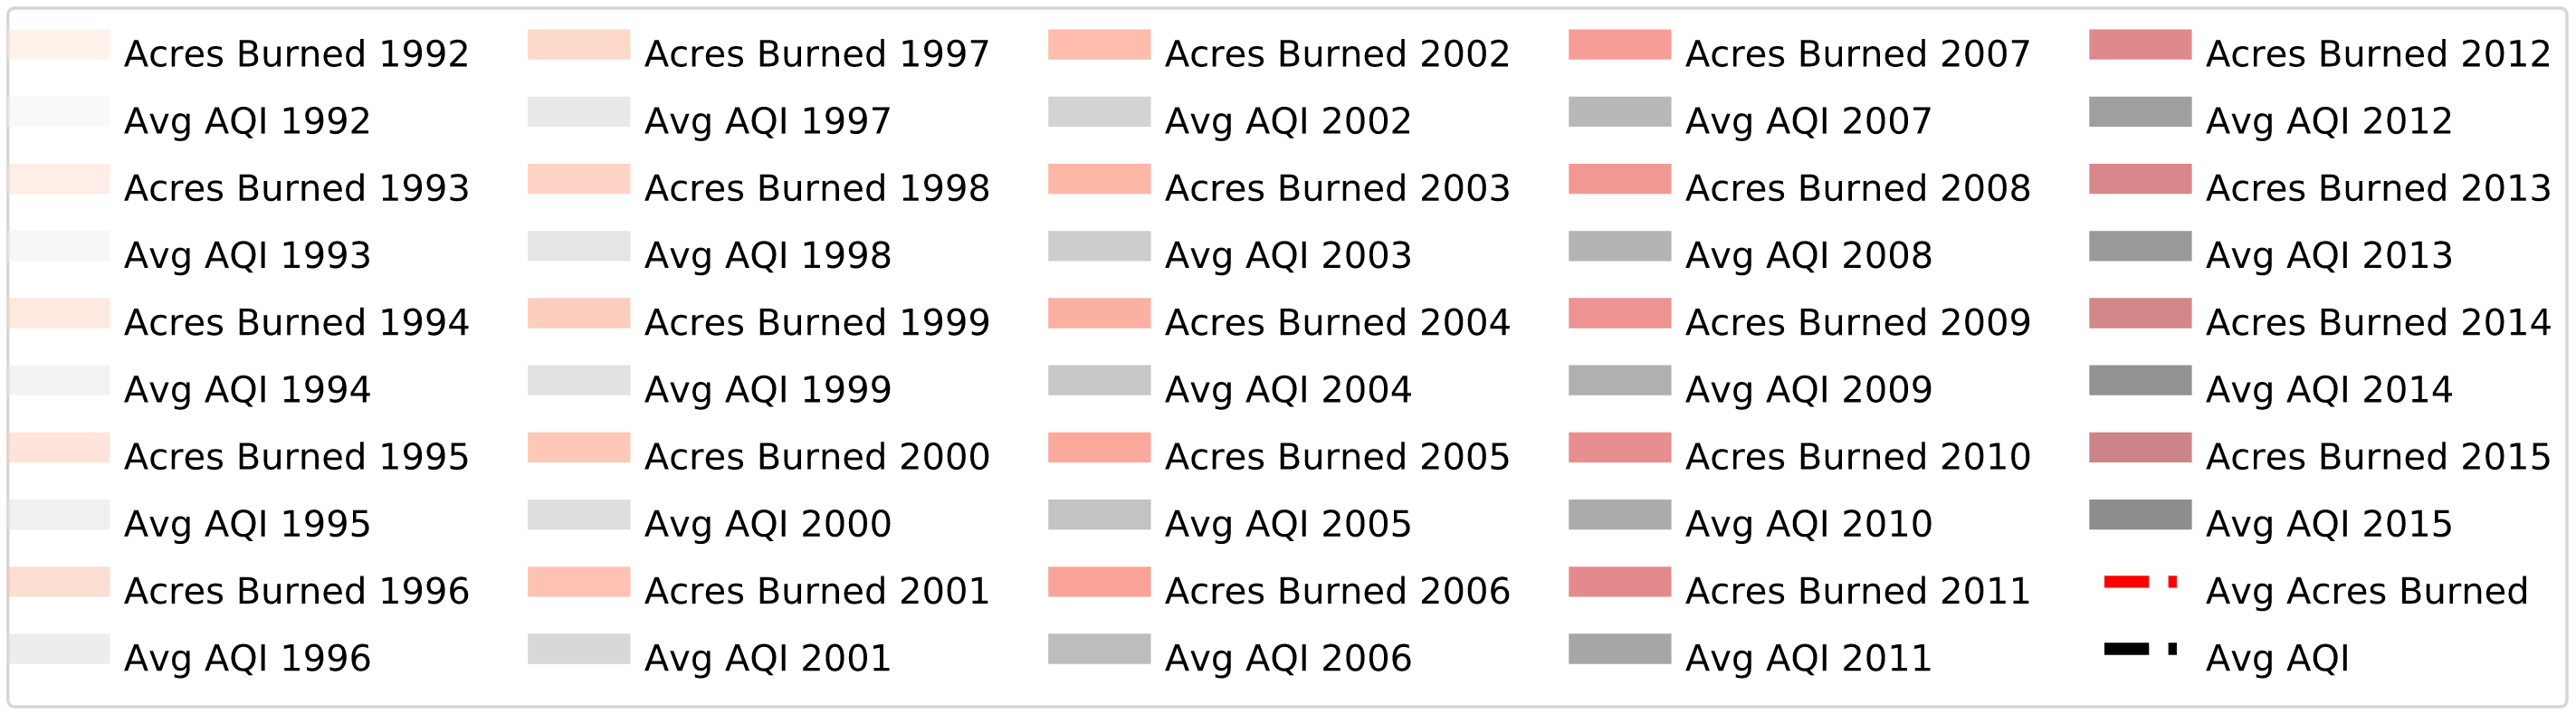 Acres Burned 1992
Avg AQI 1992
Acres Burned 1993
Avg AQI 1993
Acres Burned 1994
Avg AQI 1994
Acres Burned 1995
Avg AQI 1995
Acres Burned 1996
Avg AQI 1996
Acres Burned 1997
Avg AQI 1997
Acres Burned 1998
Avg AQI 1998
Acres Burned 1999
Avg AQI 1999
Acres Burned 2000
Avg AQI 2000
Acres Burned 2001
Avg AQI 2001
Acres Burned 2002
Avg AQI 2002
Acres Burned 2003
Avg AQI 2003
Acres Burned 2004
Avg AQI 2004
Acres Burned 2005
Avg AQI 2005
Acres Burned 2006
Avg AQI 2006
Acres Burned 2007
Avg AQI 2007
Acres Burned 2008
Avg AQI 2008
Acres Burned 2009
Avg AQI 2009
Acres Burned 2010
Avg AQI 2010
Acres Burned 2011
Avg AQI 2011
Acres Burned 2012
Avg AQI 2012
Acres Burned 2013
Avg AQI 2013
Acres Burned 2014
Avg AQI 2014
Acres Burned 2015
Avg AQI 2015
Avg Acres Burned
Avg AQI